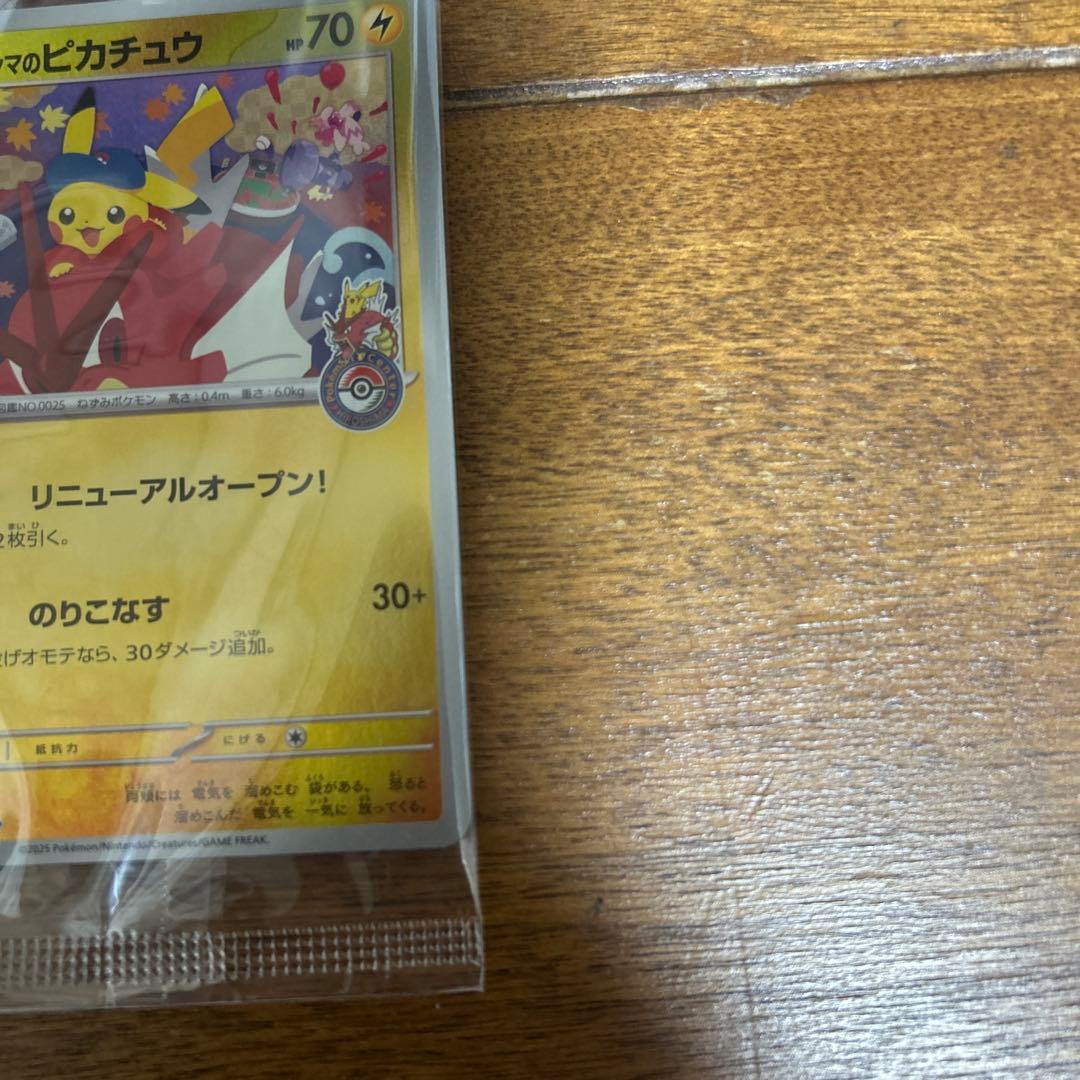 マのピカチュウ HP70
図鑑NO.0025 ねずみポケモン 高さ:0.4m 重さ:6.0kg
Pokémon Center
リニューアルオープン!
2枚引く。
のりこなす 30+
投げオモテなら、30ダメージ追加。
抵抗力 にげる
両頬には 電気を 溜めこむ 袋がある。 怒ると
溜めこんだ 電気を 一気に 放ってくる。
©2025 Pokémon/Nintendo/Creatures/GAME FREAK.